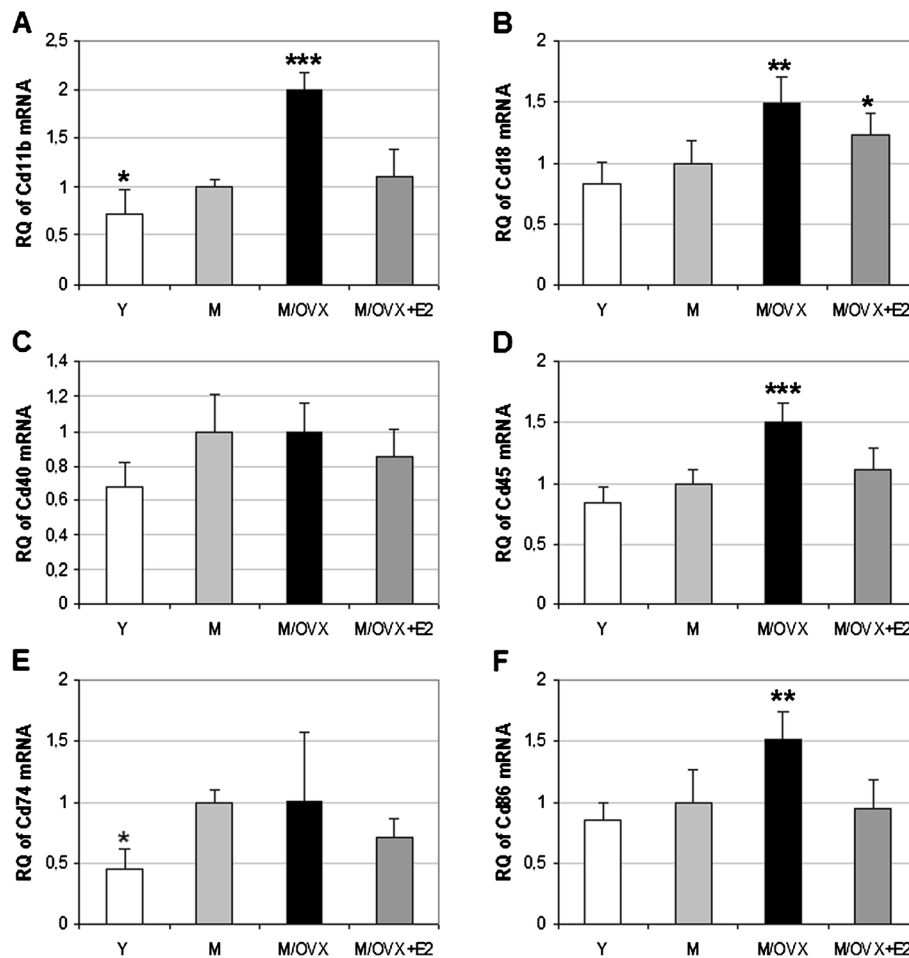 A
RQ of Cd11b mRNA
2,5
2
1,5
1
0,5
0
*
***
Y M M/OVX M/OVX+E2
B
RQ of Cd18 mRNA
2
1,5
1
0,5
0
**
*
Y M M/OVX M/OVX+E2
C
RQ of Cd40 mRNA
1,4
1,2
1
0,8
0,6
0,4
0,2
0
Y M M/OVX M/OVX+E2
D
RQ of Cd45 mRNA
2
1,5
1
0,5
0
***
Y M M/OVX M/OVX+E2
E
RQ of Cd74 mRNA
2
1,5
1
0,5
0
*
Y M M/OVX M/OVX+E2
F
RQ of Cd86 mRNA
2
1,5
1
0,5
0
**
Y M M/OVX M/OVX+E2